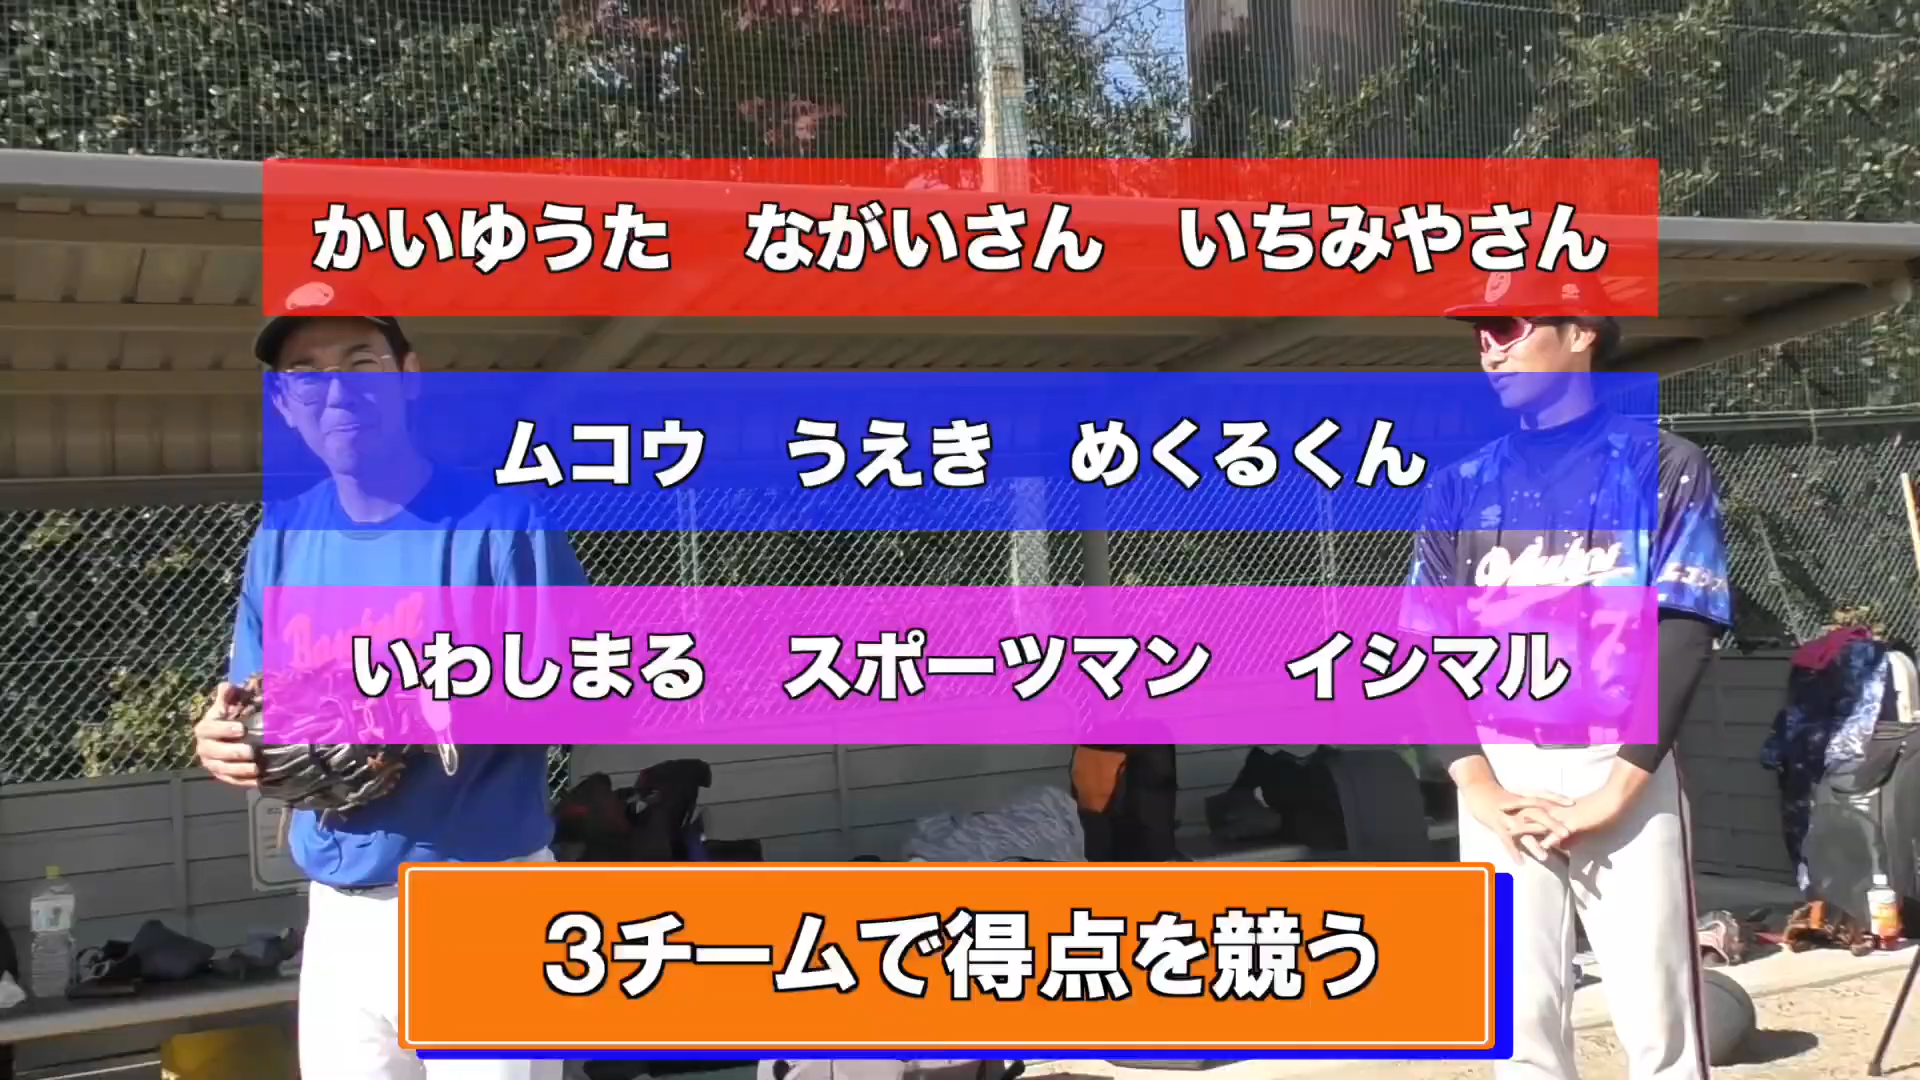 かいゆうた　ながいさん　いちみやさん
ムコウ　うえき　めくるくん
いわしまる　スポーツマン　イシマル
3チームで得点を競う